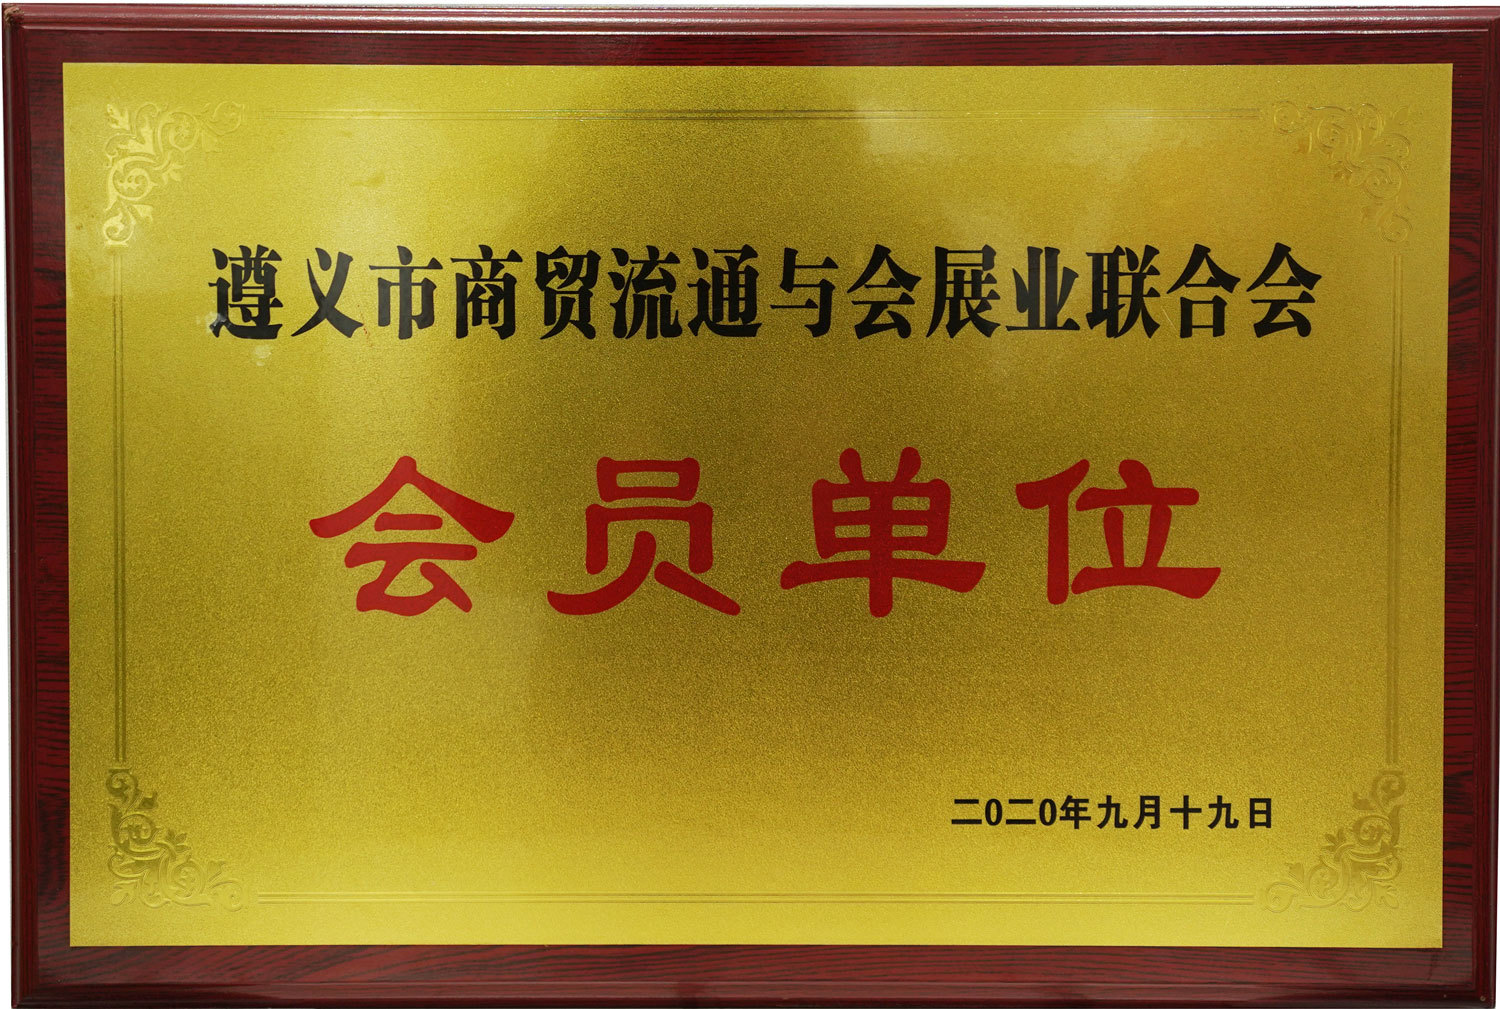 遵义市商贸流通与会展业联合会
会员单位
二0二0年九月十九日